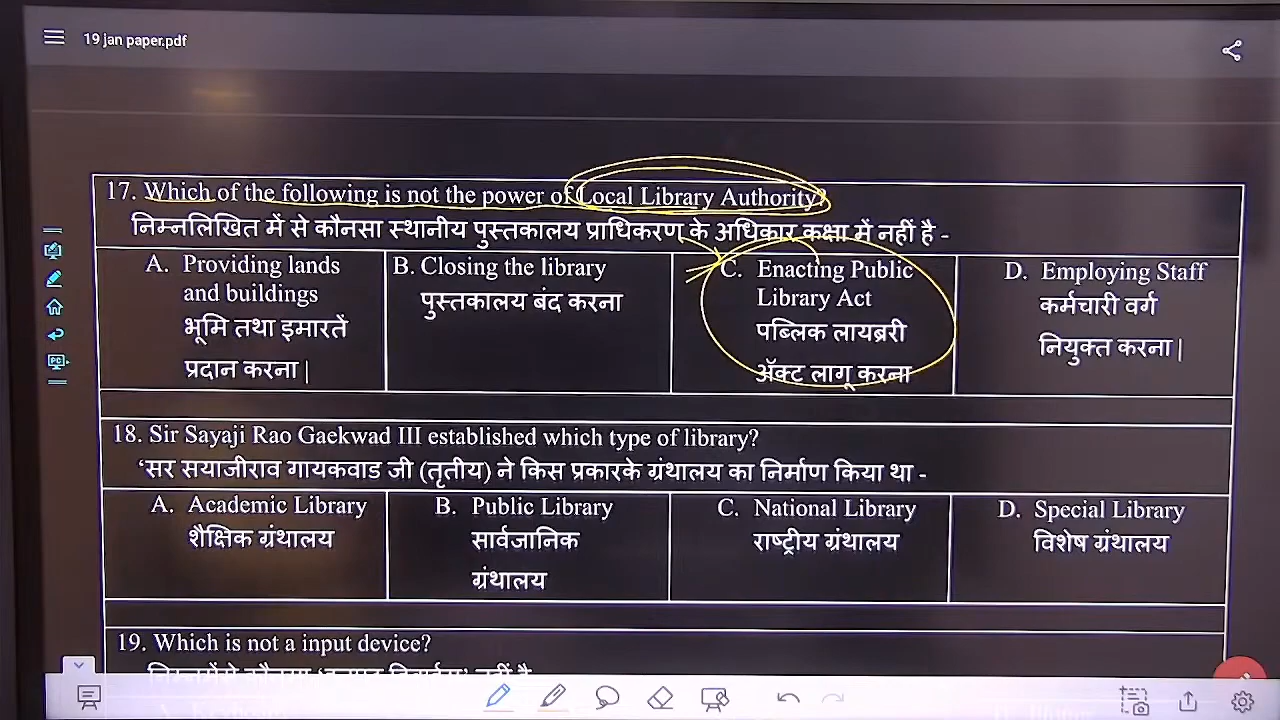 19 jan paper.pdf
17. Which of the following is not the power of Local Library Authority?
निम्नलिखित में से कौनसा स्थानीय पुस्तकालय प्राधिकरण के अधिकार कक्षा में नहीं है -
A. Providing lands
and buildings
भूमि तथा इमारतें
प्रदान करना |
B. Closing the library
पुस्तकालय बंद करना
C. Enacting Public
Library Act
पब्लिक लायब्ररी
ॲक्ट लागू करना
D. Employing Staff
कर्मचारी वर्ग
नियुक्त करना |
18. Sir Sayaji Rao Gaekwad III established which type of library?
‘सर सयाजीराव गायकवाड जी (तृतीय) ने किस प्रकारके ग्रंथालय का निर्माण किया था -
A. Academic Library
शैक्षिक ग्रंथालय
B. Public Library
सार्वजानिक
ग्रंथालय
C. National Library
राष्ट्रीय ग्रंथालय
D. Special Library
विशेष ग्रंथालय
19. Which is not a input device?